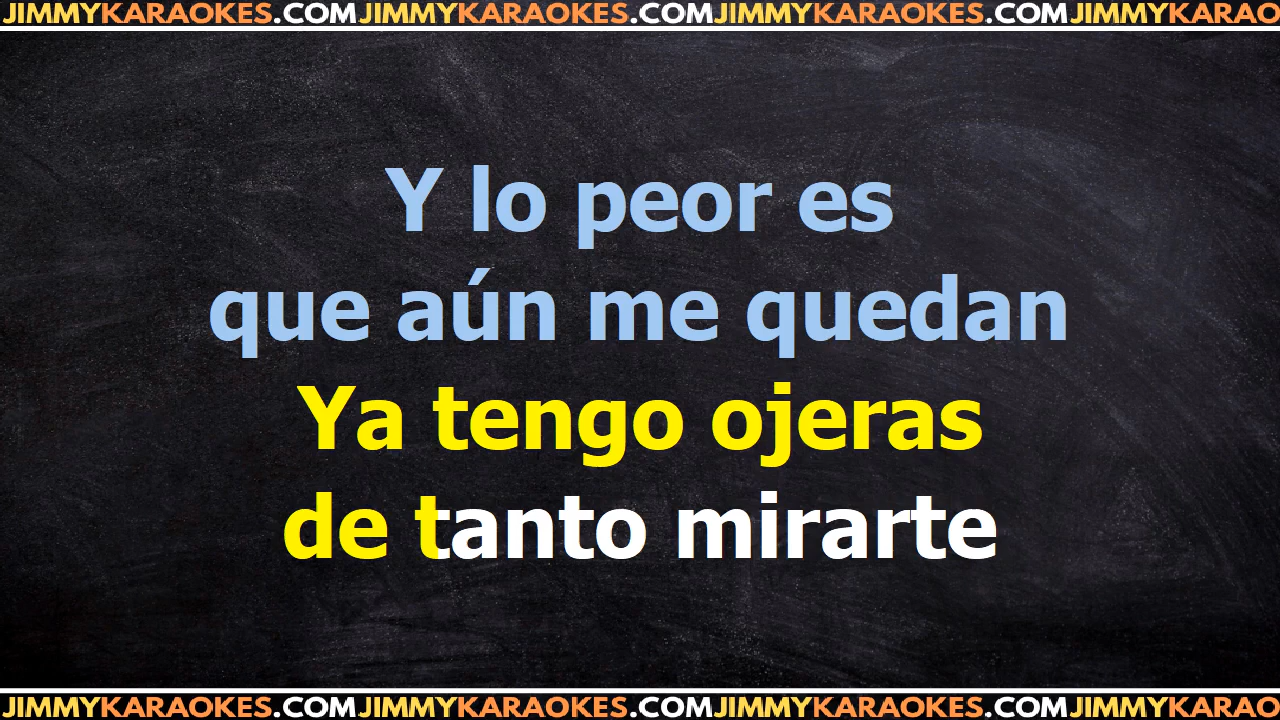 JIMMYKARAOKES.COMJIMMYKARAOKES.COMJIMMYKARAOKES.COMJIMMYKARAO
Y lo peor es
que aún me quedan
Ya tengo ojeras
de tanto mirarte
JIMMYKARAOKES.COMJIMMYKARAOKES.COMJIMMYKARAOKES.COMJIMMYKARAO